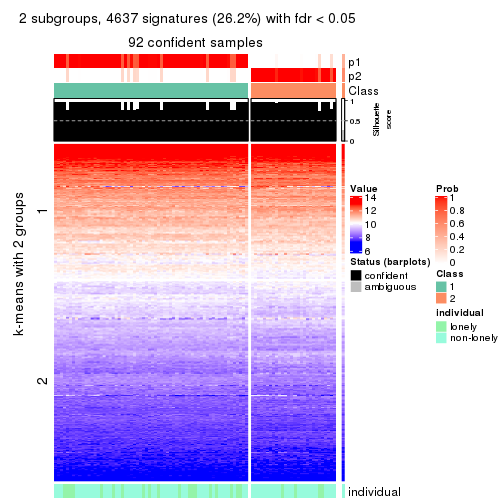 2 subgroups, 4637 signatures (26.2%) with fdr < 0.05
92 confident samples
p1
p2
Class
1
0.5
0
Silhouette
score
k-means with 2 groups
1
2
Value
14
12
10
8
6
Status (barplots)
confident
ambiguous
Prob
1
0.8
0.6
0.4
0.2
0
Class
1
2
individual
lonely
non-lonely
individual